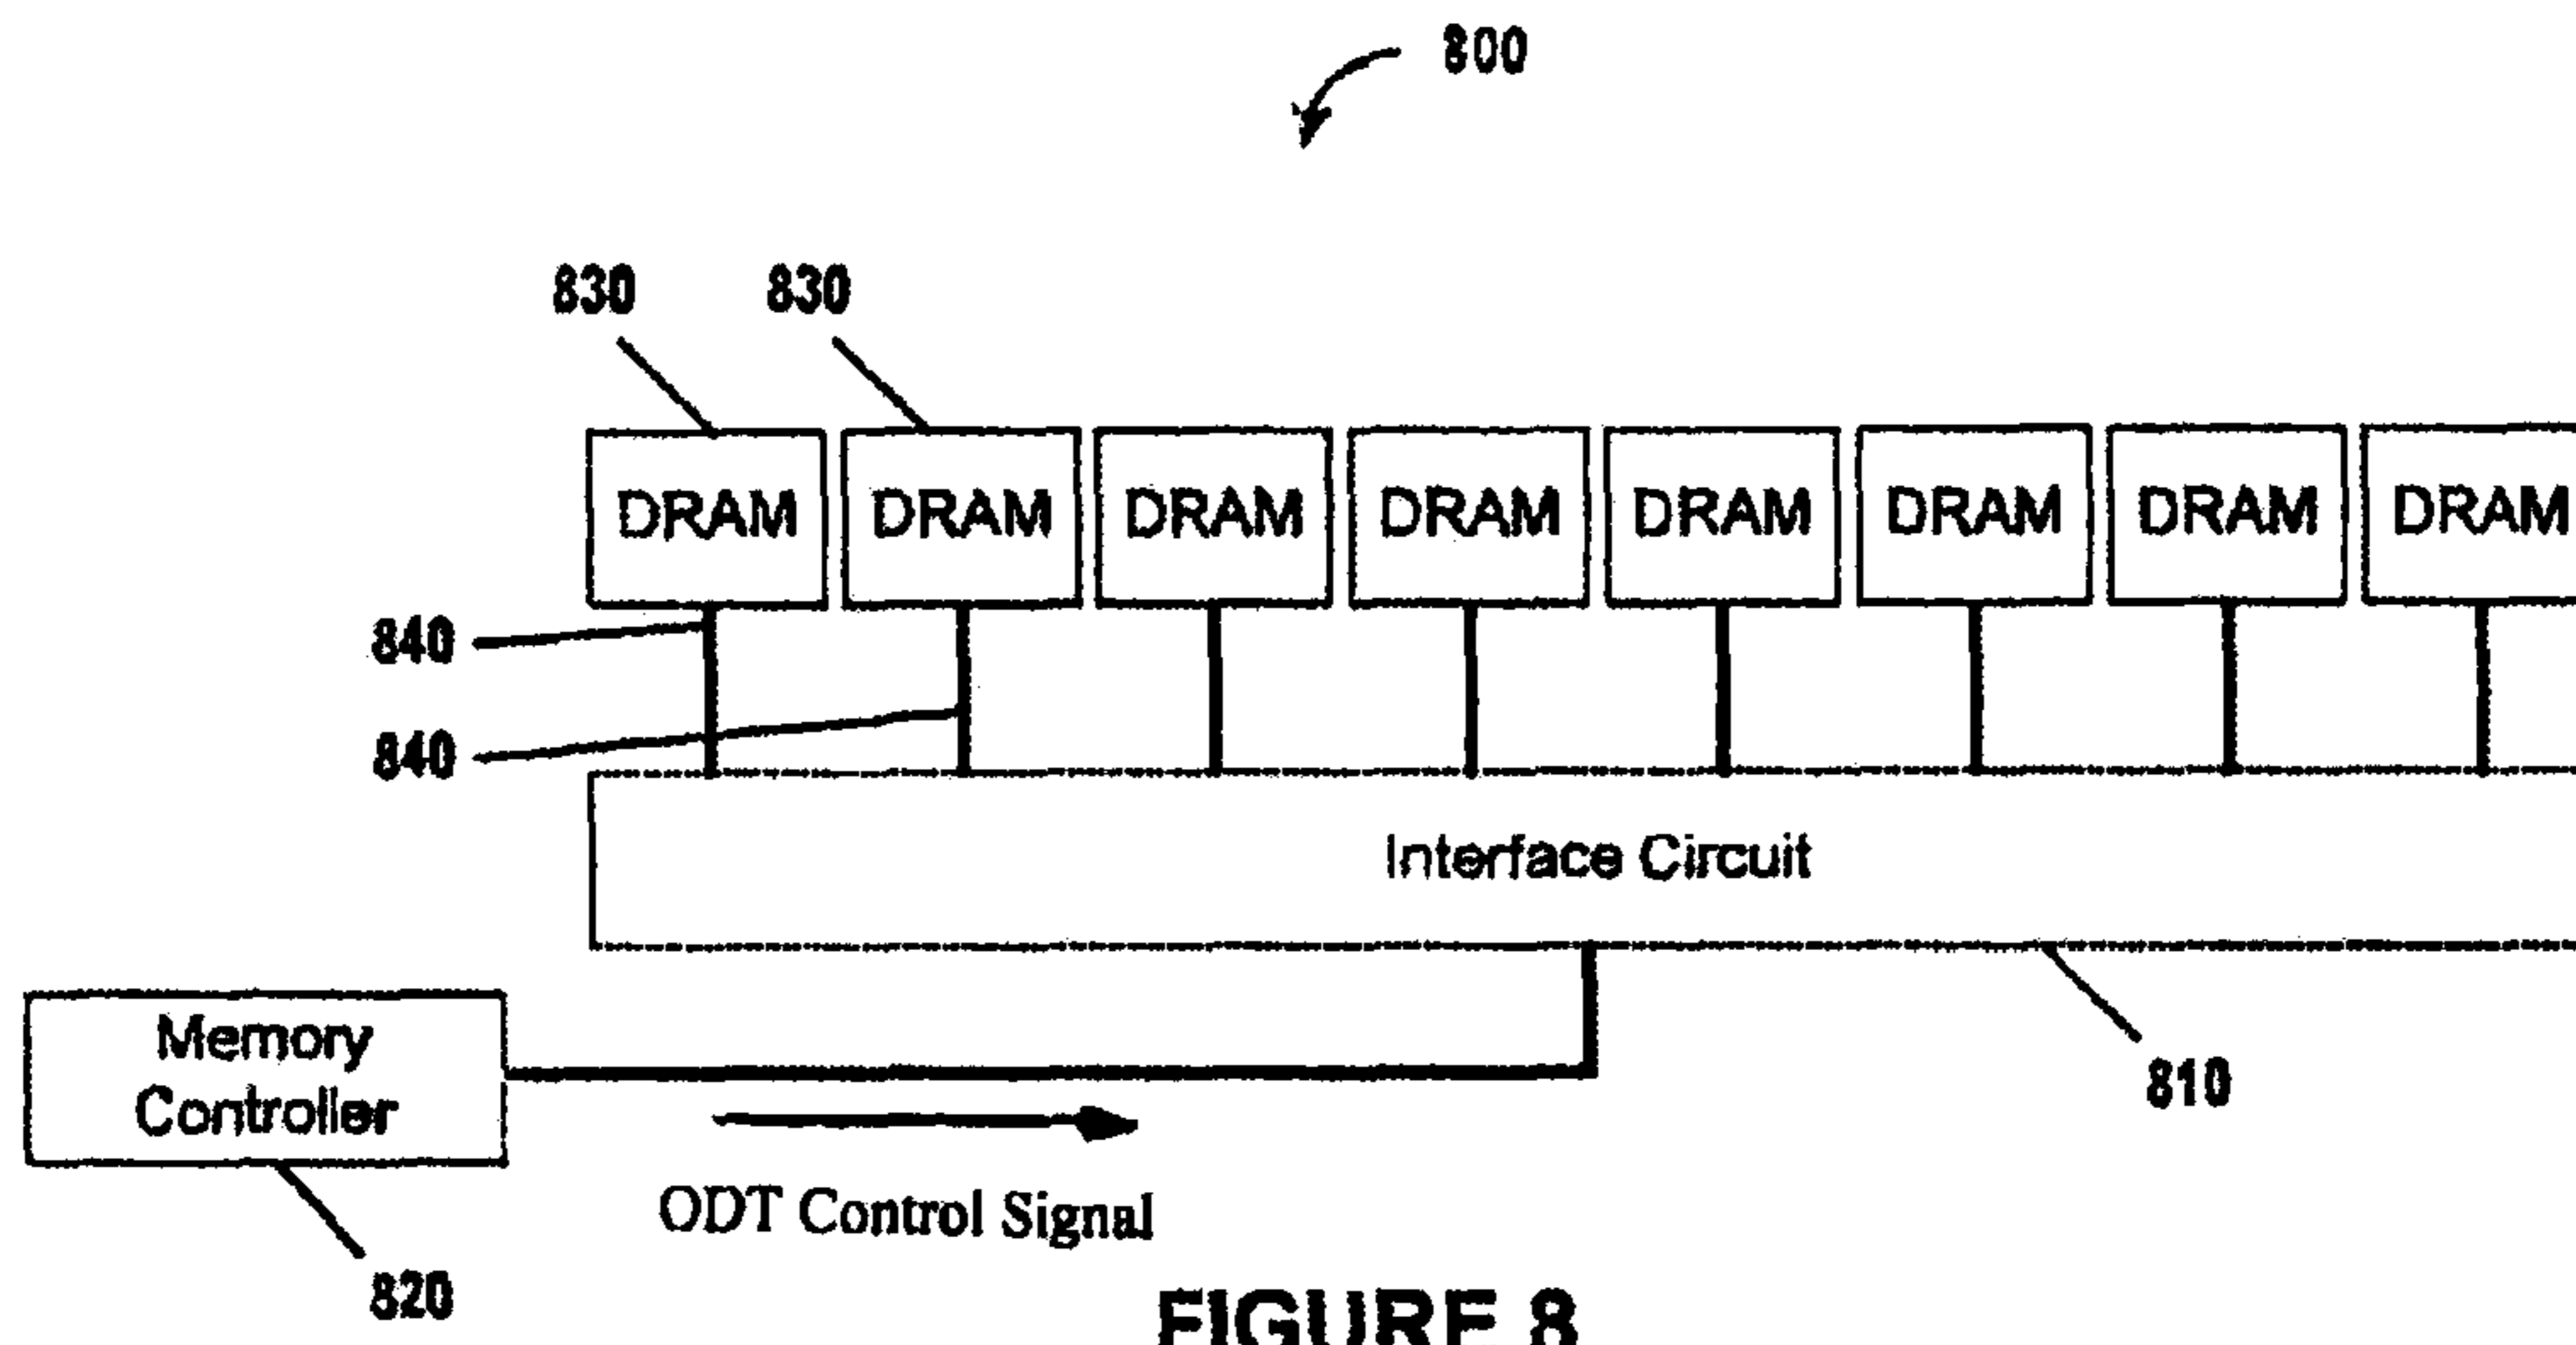 800
830 830
DRAM DRAM DRAM DRAM DRAM DRAM DRAM DRAM
840
840
Interface Circuit
Memory
Controller
810
ODT Control Signal
820
FIGURE 8